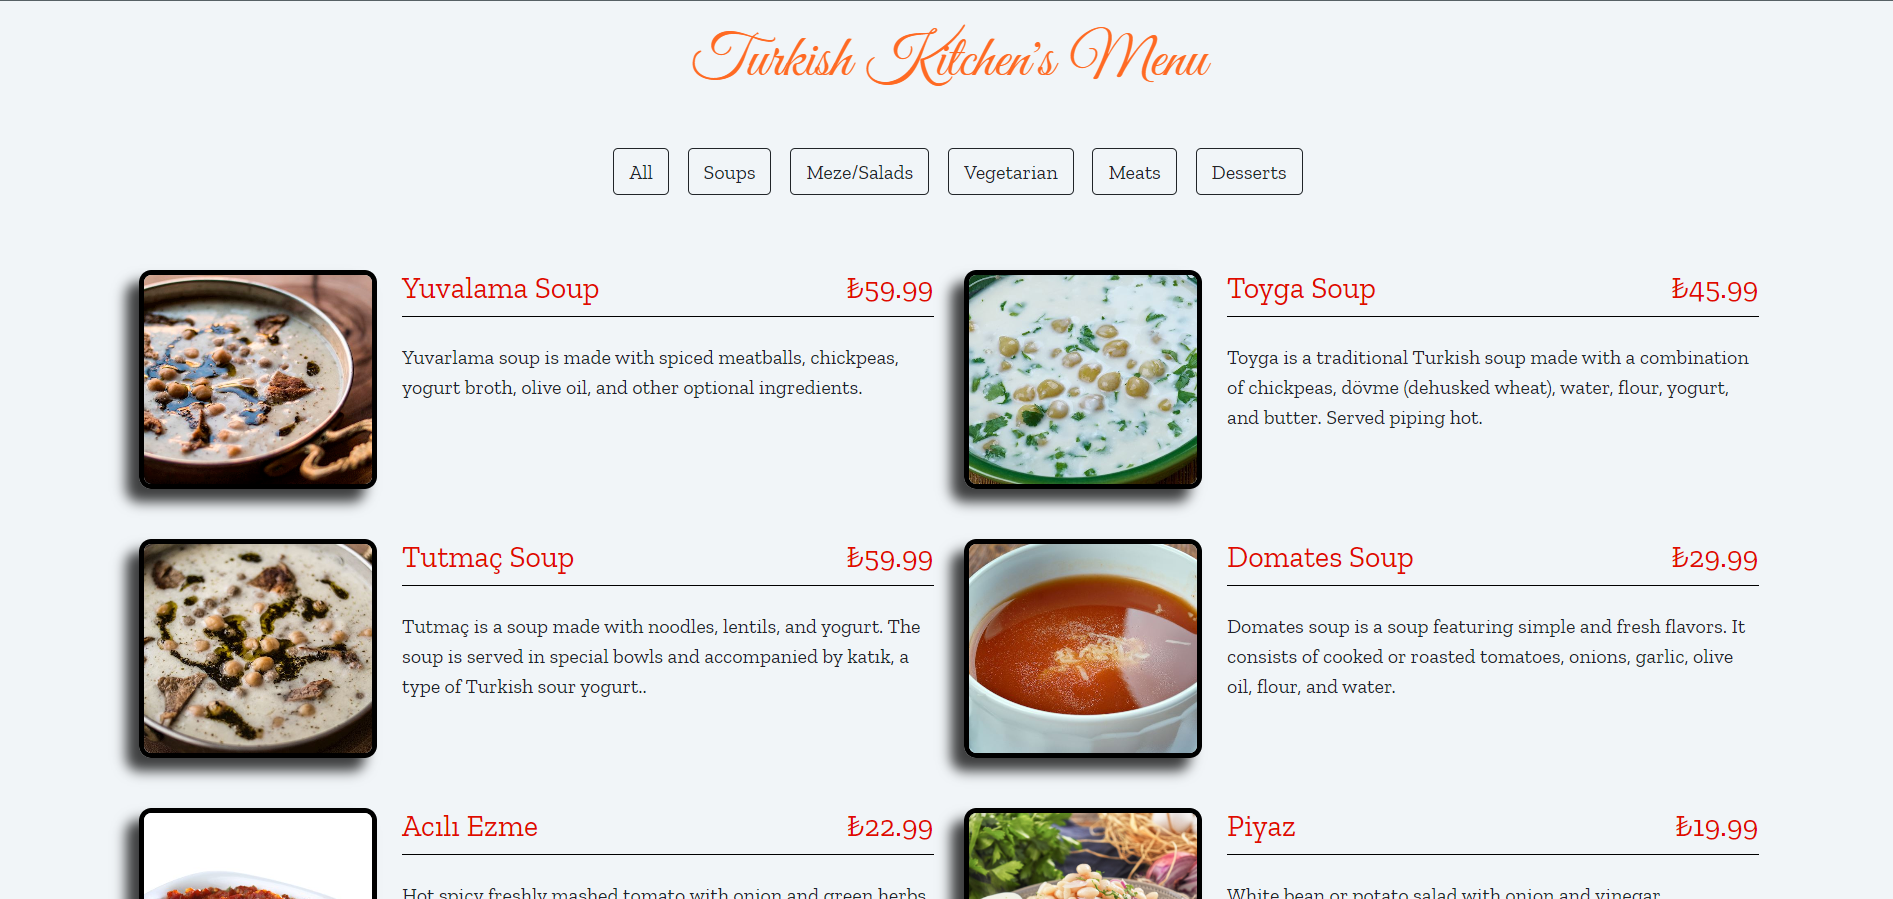 Turkish Kitchen's Menu
All
Soups
Meze/Salads
Vegetarian
Meats
Desserts
Yuvalama Soup
₺59.99
Yuvarlama soup is made with spiced meatballs, chickpeas,
yogurt broth, olive oil, and other optional ingredients.
Toyga Soup
₺45.99
Toyga is a traditional Turkish soup made with a combination
of chickpeas, dövme (dehusked wheat), water, flour, yogurt,
and butter. Served piping hot.
Tutmaç Soup
₺59.99
Tutmaç is a soup made with noodles, lentils, and yogurt. The
soup is served in special bowls and accompanied by katık, a
type of Turkish sour yogurt..
Domates Soup
₺29.99
Domates soup is a soup featuring simple and fresh flavors. It
consists of cooked or roasted tomatoes, onions, garlic, olive
oil, flour, and water.
Acılı Ezme
₺22.99
Hot spicy freshly mashed tomato with onion and green herbs
Piyaz
₺19.99
White bean or potato salad with onion and vinegar